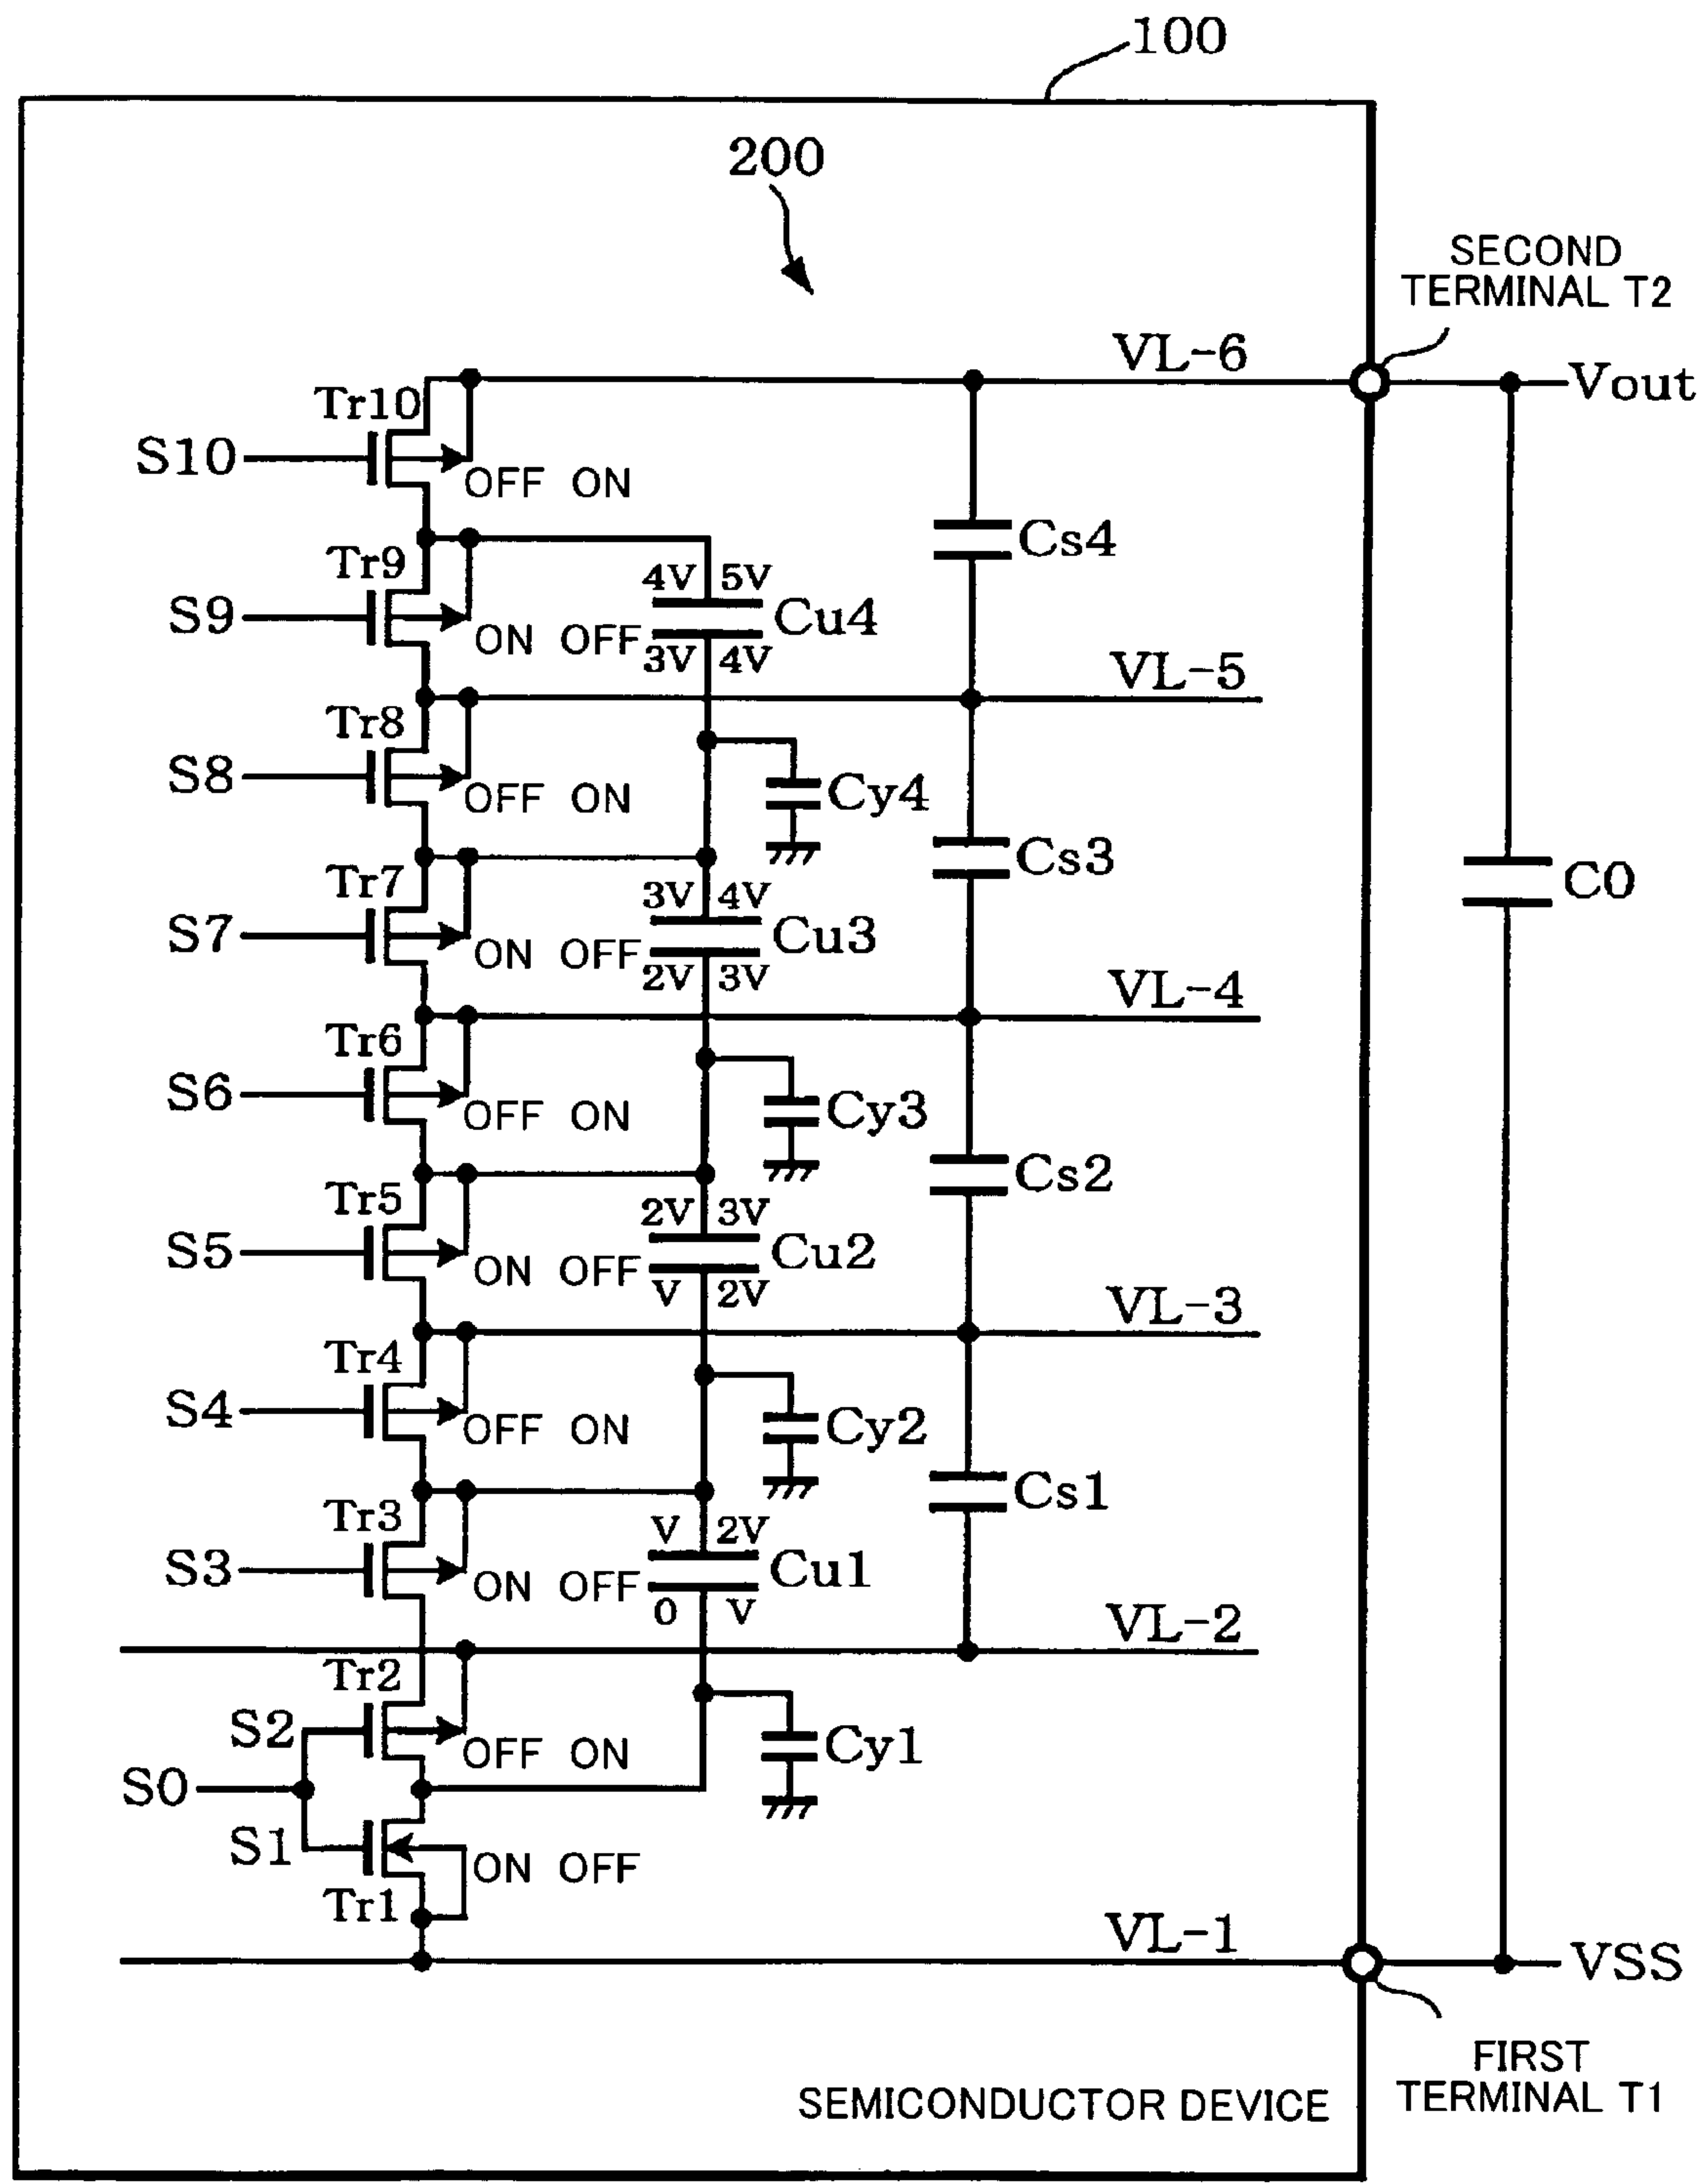 100
200
SECOND
TERMINAL T2
VL-6
Vout
Tr10
S10
OFF ON
Cs4
Tr9
4V 5V
S9
Cu4
ON OFF
3V 4V
VL-5
Tr8
S8
OFF ON
Cy4
Cs3
Tr7
3V 4V
C0
S7
Cu3
ON OFF
2V 3V
VL-4
Tr6
S6
OFF ON
Cy3
Cs2
Tr5
2V 3V
S5
Cu2
ON OFF
V 2V
VL-3
Tr4
S4
OFF ON
Cy2
Cs1
Tr3
V 2V
S3
Cu1
ON OFF
0 V
VL-2
Tr2
S2
OFF ON
Cy1
S0
S1
ON OFF
Tr1
VL-1
VSS
FIRST
TERMINAL T1
SEMICONDUCTOR DEVICE